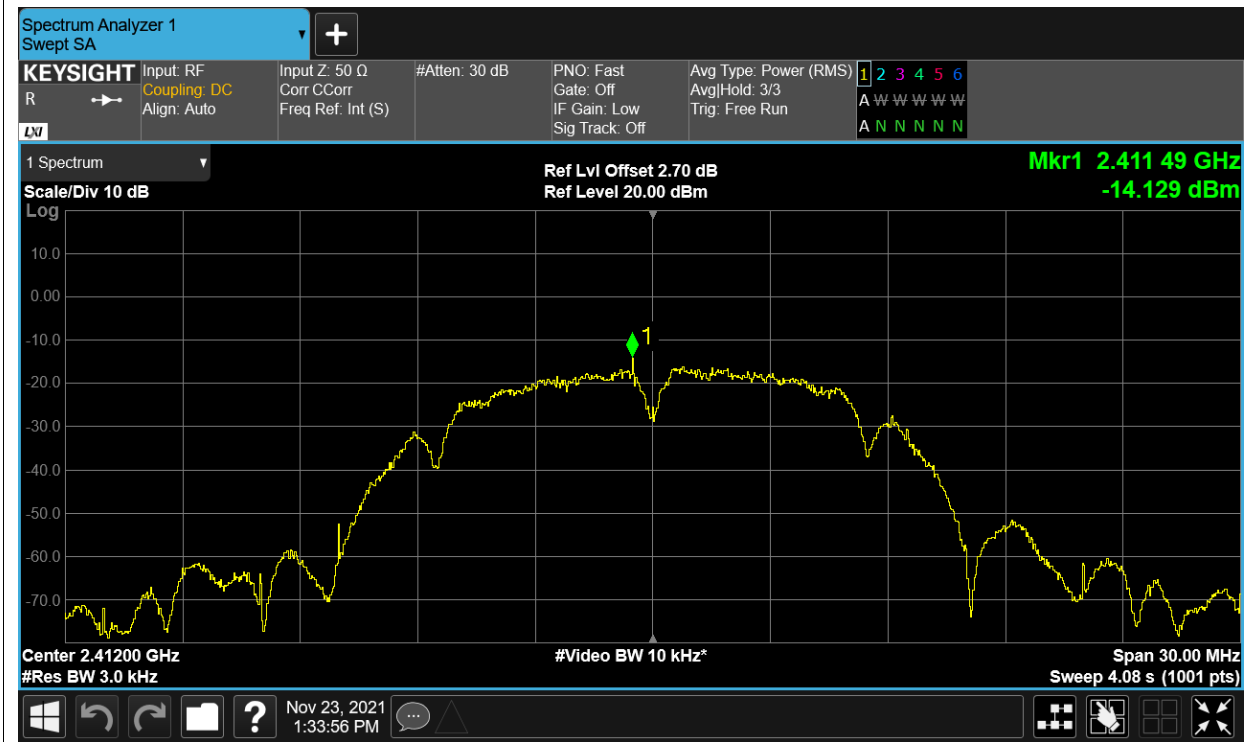 Spectrum Analyzer 1
Swept SA
+
KEYSIGHT
R
LXI
Input: RF
Coupling: DC
Align: Auto
Input Z: 50 Ω
Corr CCorr
Freq Ref: Int (S)
#Atten: 30 dB
PNO: Fast
Gate: Off
IF Gain: Low
Sig Track: Off
Avg Type: Power (RMS)
Avg|Hold: 3/3
Trig: Free Run
1 2 3 4 5 6
A W W W W W
A N N N N N
1 Spectrum
Scale/Div 10 dB
Ref Lvl Offset 2.70 dB
Ref Level 20.00 dBm
Mkr1 2.411 49 GHz
-14.129 dBm
Log
10.0
0.00
-10.0
-20.0
-30.0
-40.0
-50.0
-60.0
-70.0
1
Center 2.41200 GHz
#Res BW 3.0 kHz
#Video BW 10 kHz*
Span 30.00 MHz
Sweep 4.08 s (1001 pts)
?
Nov 23, 2021
1:33:56 PM